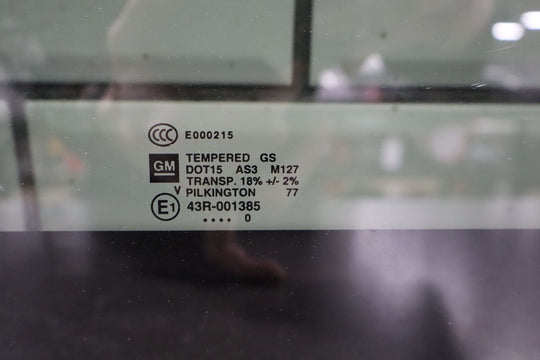 CCC E000215
GM
TEMPERED GS
DOT15 AS3 M127
TRANSP. 18% +/- 2%
V PILKINGTON 77
E1 43R-001385
.... 0